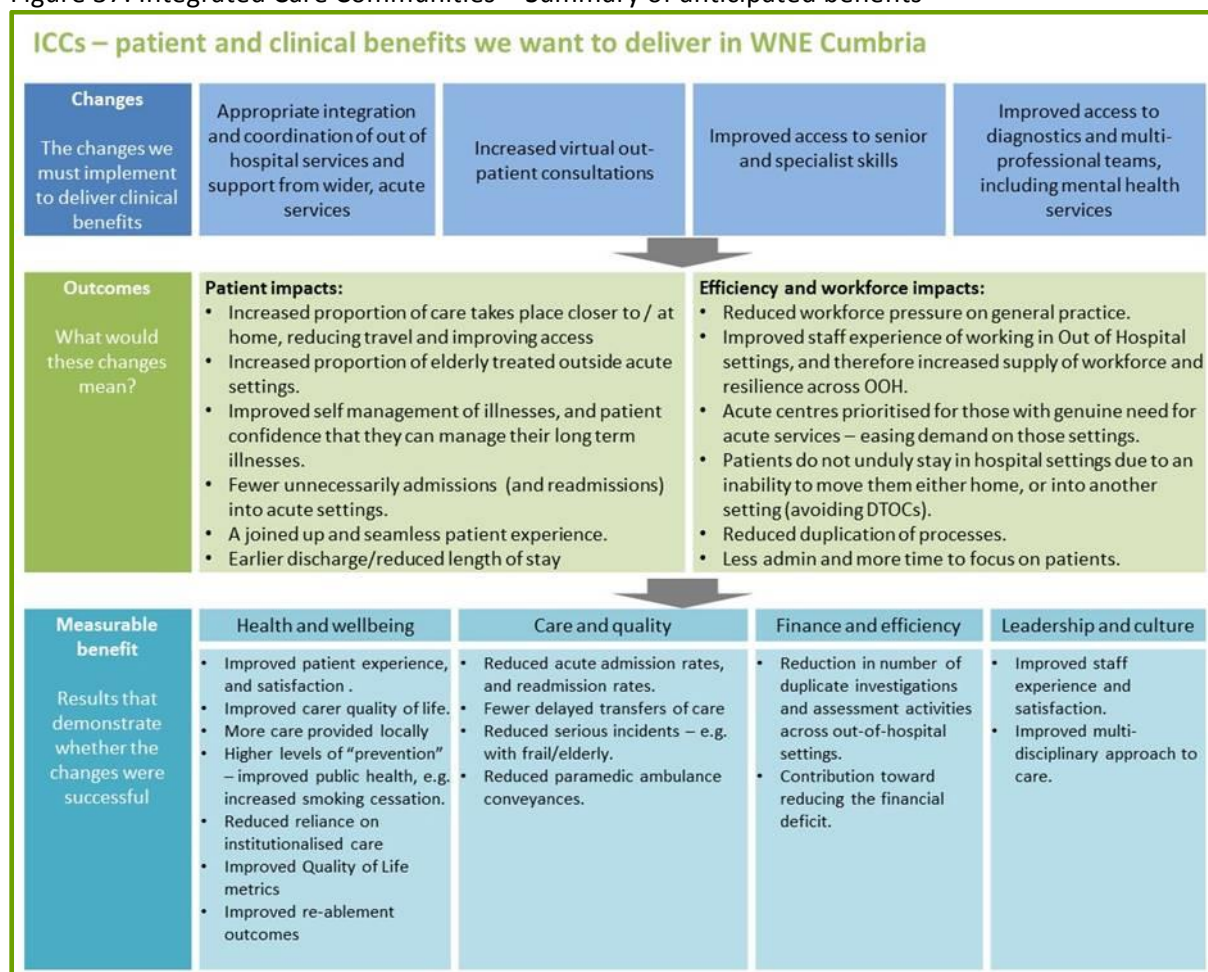 Figure 37: Integrated Care Communities – Summary of anticipated benefits
ICCs – patient and clinical benefits we want to deliver in WNE Cumbria
Changes
The changes we
must implement
to deliver clinical
benefits
Appropriate integration
and coordination of out of
hospital services and
support from wider, acute
services
Increased virtual out-
patient consultations
Improved access to senior
and specialist skills
Improved access to
diagnostics and multi-
professional teams,
including mental health
services
Outcomes
What would
these changes
mean?
Patient impacts:
• Increased proportion of care takes place closer to / at
home, reducing travel and improving access
• Increased proportion of elderly treated outside acute
settings.
• Improved self management of illnesses, and patient
confidence that they can manage their long term
illnesses.
• Fewer unnecessarily admissions (and readmissions)
into acute settings.
• A joined up and seamless patient experience.
• Earlier discharge/reduced length of stay
Efficiency and workforce impacts:
• Reduced workforce pressure on general practice.
• Improved staff experience of working in Out of Hospital
settings, and therefore increased supply of workforce and
resilience across OOH.
• Acute centres prioritised for those with genuine need for
acute services – easing demand on those settings.
• Patients do not unduly stay in hospital settings due to an
inability to move them either home, or into another
setting (avoiding DTOCs).
• Reduced duplication of processes.
• Less admin and more time to focus on patients.
Measurable
benefit
Results that
demonstrate
whether the
changes were
successful
Health and wellbeing
• Improved patient experience,
and satisfaction .
• Improved carer quality of life.
• More care provided locally
• Higher levels of “prevention”
– improved public health, e.g.
increased smoking cessation.
• Reduced reliance on
institutionalised care
• Improved Quality of Life
metrics
• Improved re-ablement
outcomes
Care and quality
• Reduced acute admission rates,
and readmission rates.
• Fewer delayed transfers of care
• Reduced serious incidents – e.g.
with frail/elderly.
• Reduced paramedic ambulance
conveyances.
Finance and efficiency
• Reduction in number of
duplicate investigations
and assessment activities
across out-of-hospital
settings.
• Contribution toward
reducing the financial
deficit.
Leadership and culture
• Improved staff
experience and
satisfaction.
• Improved multi-
disciplinary approach to
care.